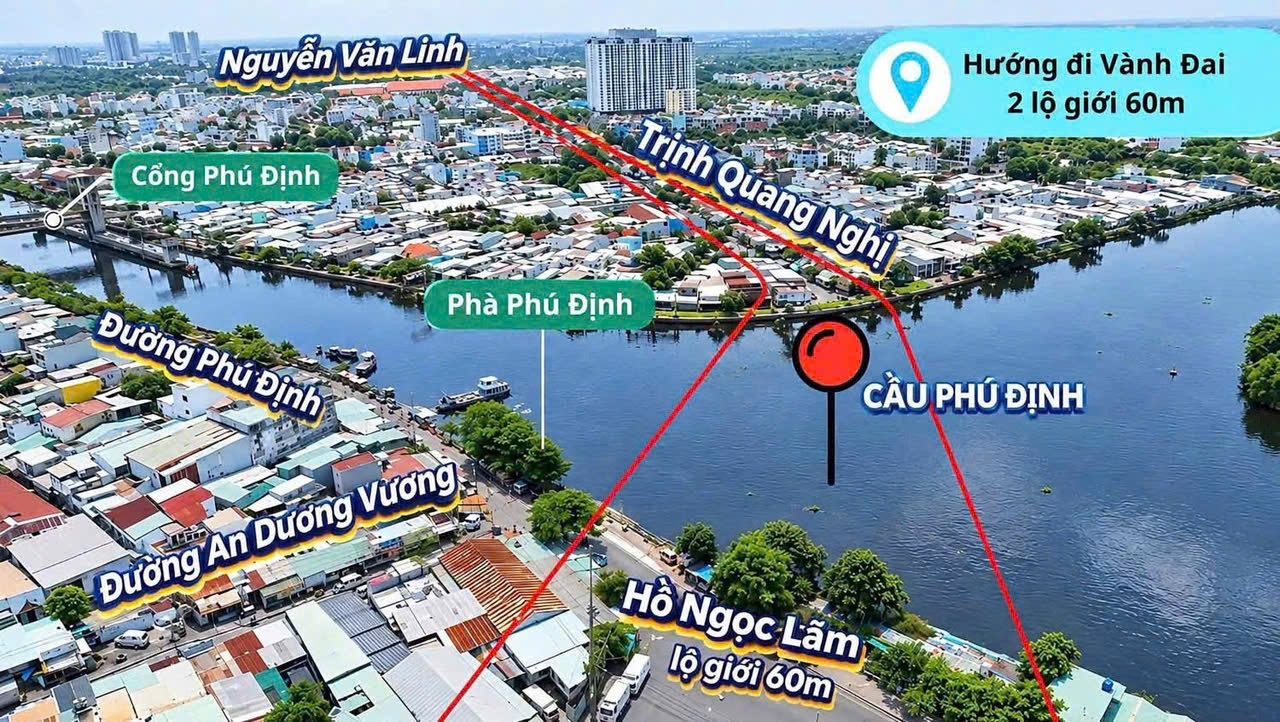 Nguyễn Văn Linh
Hướng đi Vành Đai
2 lộ giới 60m
Trịnh Quang Nghị
Cổng Phú Định
Phà Phú Định
Đường Phú Định
CẦU PHÚ ĐỊNH
Đường An Dương Vương
Hồ Ngọc Lãm
lộ giới 60m